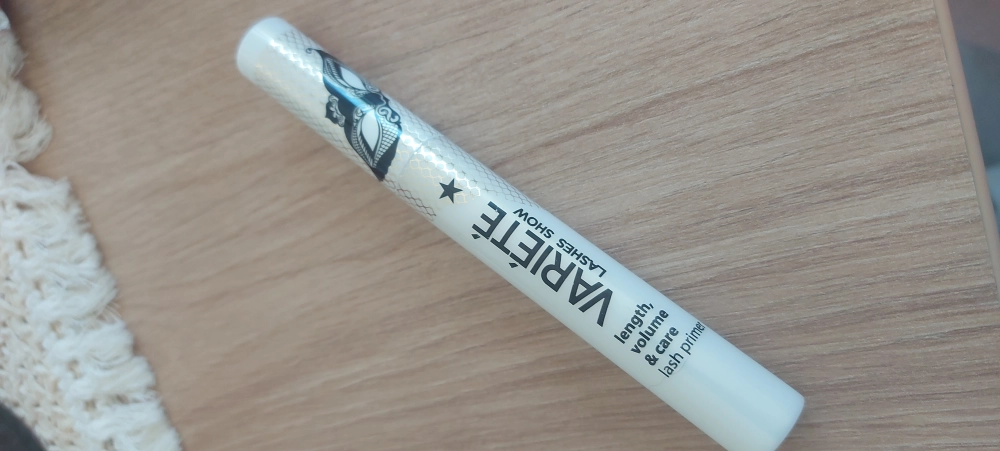 VARIÉTÉ
LASHES SHOW
length,
volume
& care
lash primer